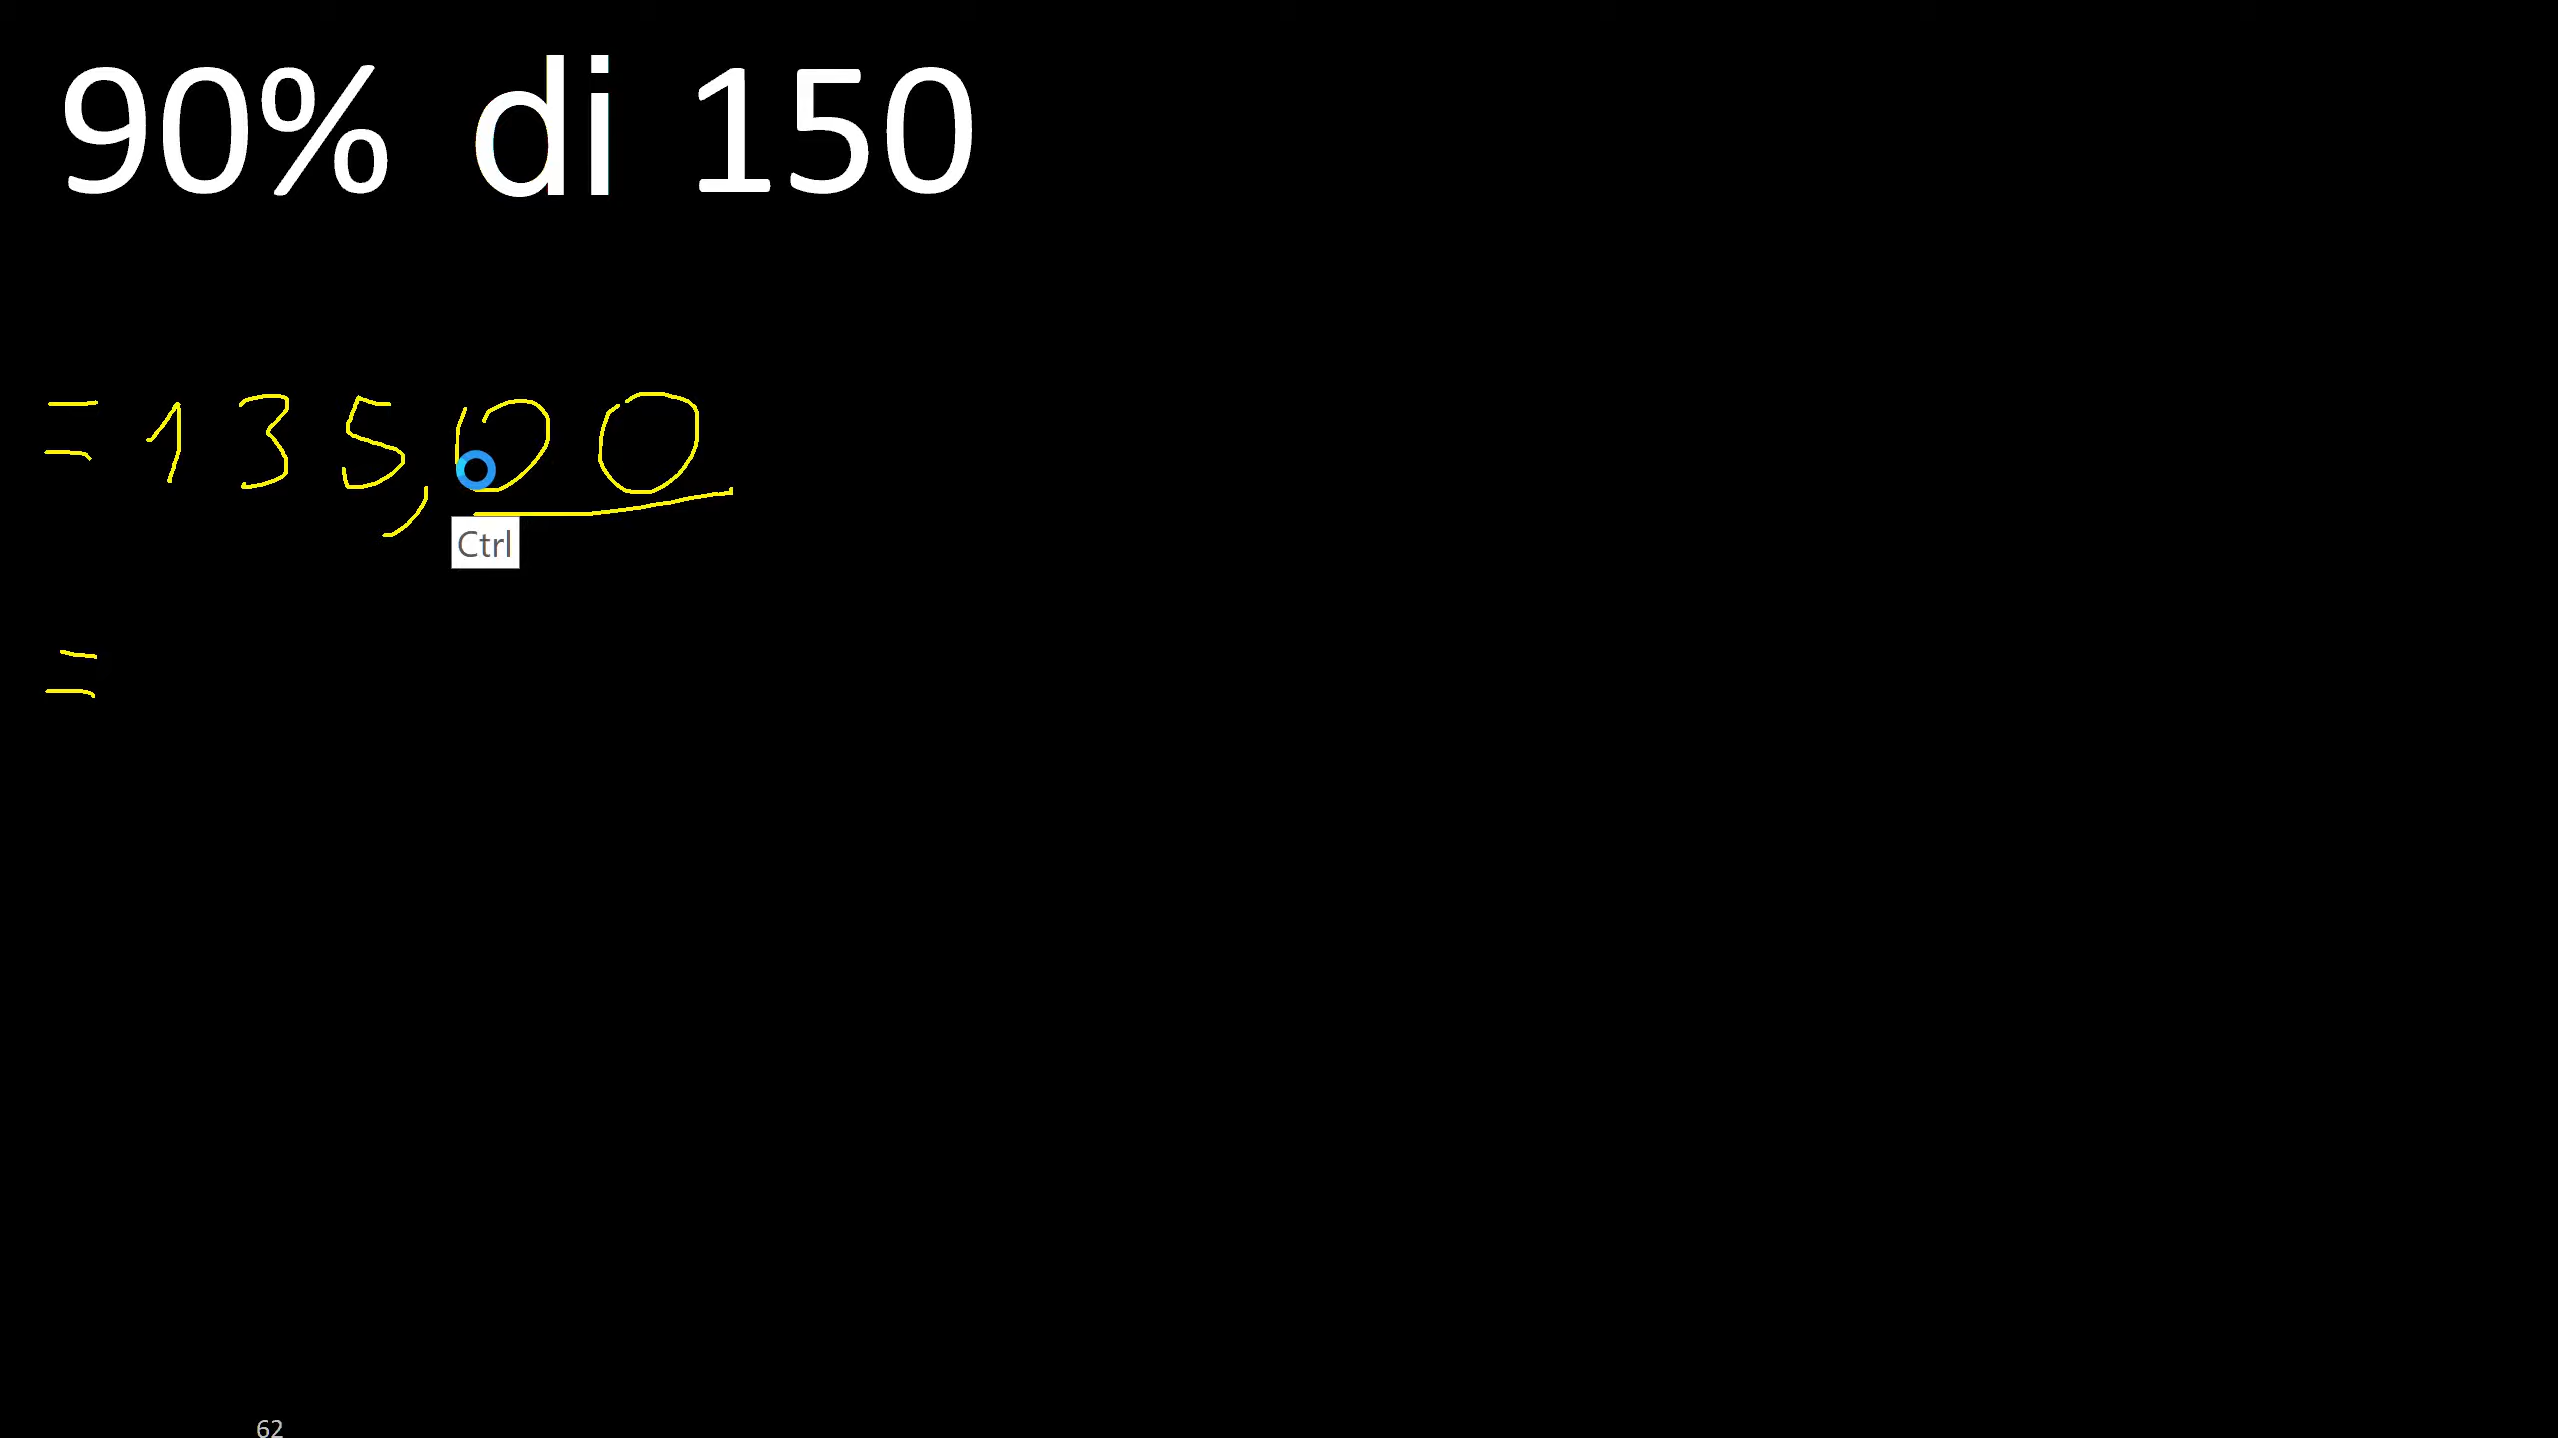 90% di 150
= 135,00
Ctrl
=
62